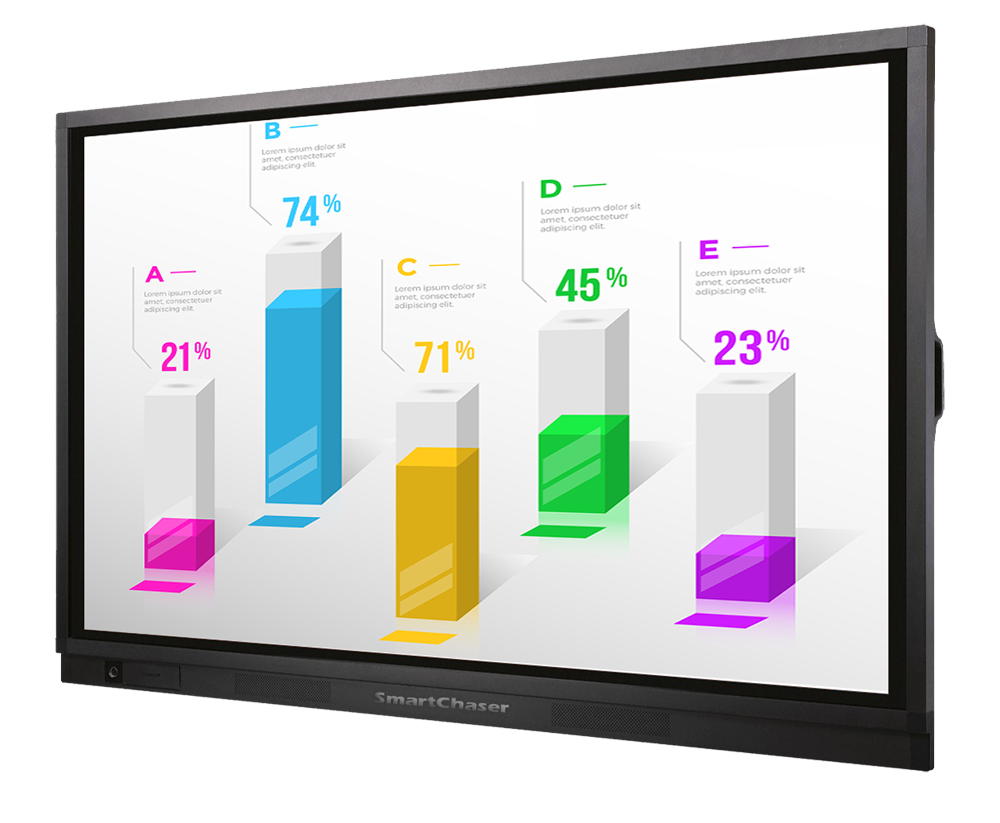 B
Lorem ipsum dolor sit
amet, consectetuer
adipiscing elit.
74%
A
Lorem ipsum dolor sit
amet, consectetuer
adipiscing elit.
21%
C
Lorem ipsum dolor sit
amet, consectetuer
adipiscing elit.
71%
D
Lorem ipsum dolor sit
amet, consectetuer
adipiscing elit.
45%
E
Lorem ipsum dolor sit
amet, consectetuer
adipiscing elit.
23%
SmartChaser